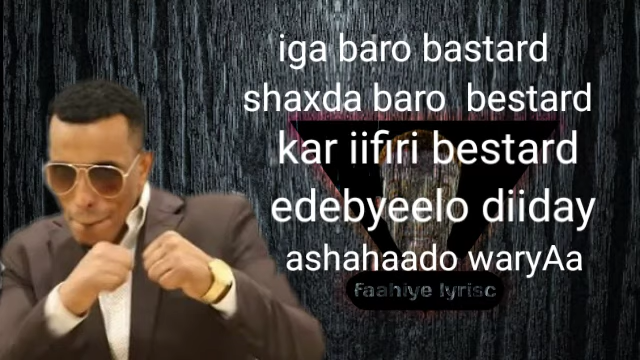 iga baro bastard
shaxda baro bestard
kar iifiri bestard
edebyeelo diiday
ashahaado waryAa
Faahiye lyrisc